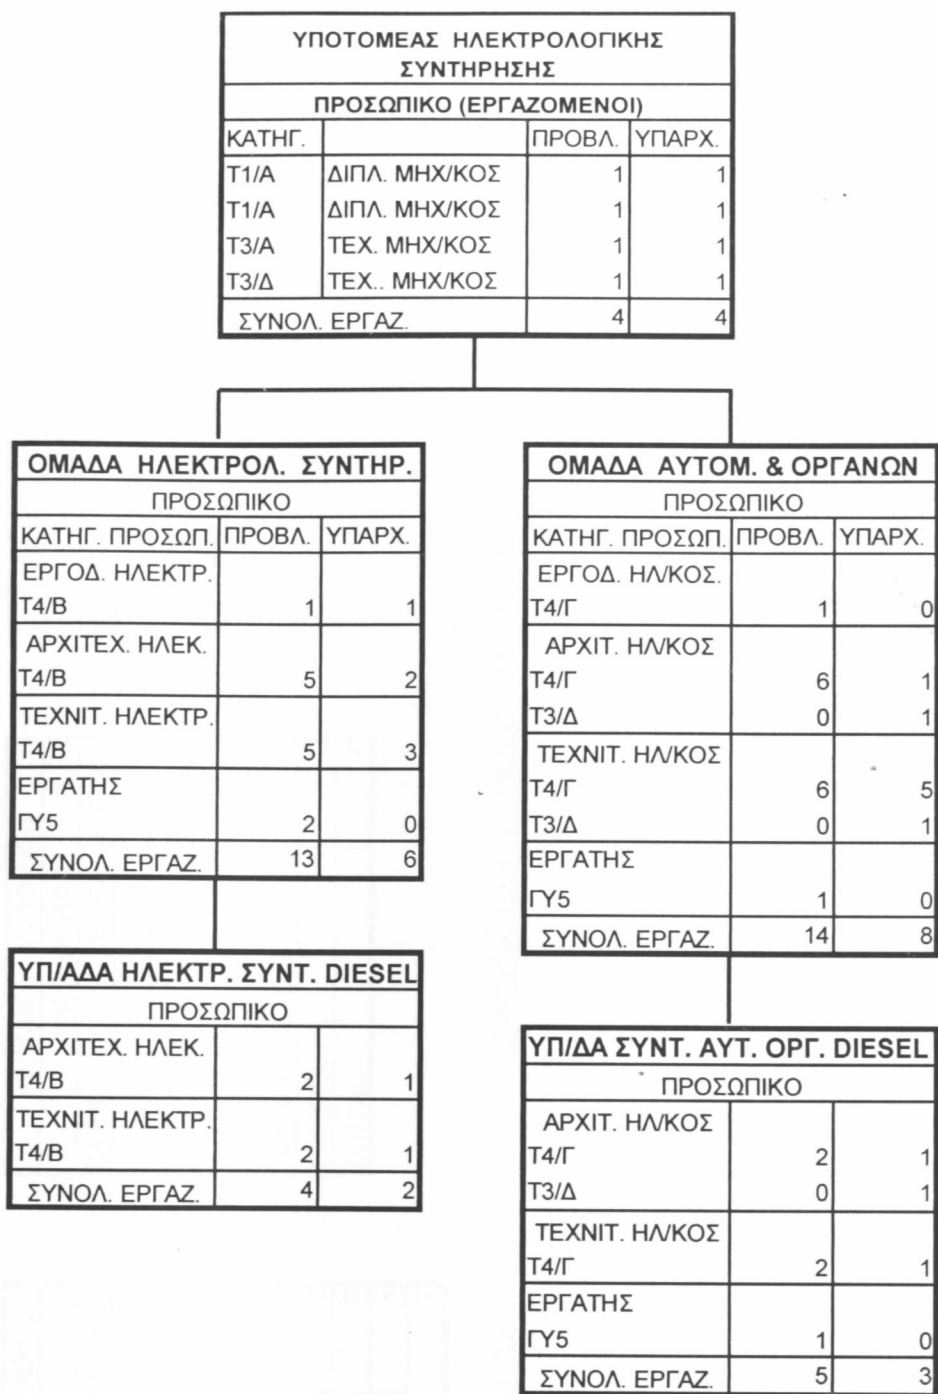 ΥΠΟΤΟΜΕΑΣ ΗΛΕΚΤΡΟΛΟΓΙΚΗΣ
ΣΥΝΤΗΡΗΣΗΣ
ΠΡΟΣΩΠΙΚΟ (ΕΡΓΑΖΟΜΕΝΟΙ)
ΚΑΤΗΓ. ΠΡΟΒΛ. ΥΠΑΡΧ.
Τ1/Α ΔΙΠΛ. ΜΗΧ/ΚΟΣ 1 1
Τ1/Α ΔΙΠΛ. ΜΗΧ/ΚΟΣ 1 1
Τ3/Α ΤΕΧ. ΜΗΧ/ΚΟΣ 1 1
Τ3/Δ ΤΕΧ.. ΜΗΧ/ΚΟΣ 1 1
ΣΥΝΟΛ. ΕΡΓΑΖ. 4 4
ΟΜΑΔΑ ΗΛΕΚΤΡΟΛ. ΣΥΝΤΗΡ.
ΠΡΟΣΩΠΙΚΟ
ΚΑΤΗΓ. ΠΡΟΣΩΠ. ΠΡΟΒΛ. ΥΠΑΡΧ.
ΕΡΓΟΔ. ΗΛΕΚΤΡ.
Τ4/Β 1 1
ΑΡΧΙΤΕΧ. ΗΛΕΚ.
Τ4/Β 5 2
ΤΕΧΝΙΤ. ΗΛΕΚΤΡ.
Τ4/Β 5 3
ΕΡΓΑΤΗΣ
ΓΥ5 2 0
ΣΥΝΟΛ. ΕΡΓΑΖ. 13 6
ΥΠ/ΑΔΑ ΗΛΕΚΤΡ. ΣΥΝΤ. DIESEL
ΠΡΟΣΩΠΙΚΟ
ΑΡΧΙΤΕΧ. ΗΛΕΚ.
Τ4/Β 2 1
ΤΕΧΝΙΤ. ΗΛΕΚΤΡ.
Τ4/Β 2 1
ΣΥΝΟΛ. ΕΡΓΑΖ. 4 2
ΟΜΑΔΑ ΑΥΤΟΜ. & ΟΡΓΑΝΩΝ
ΠΡΟΣΩΠΙΚΟ
ΚΑΤΗΓ. ΠΡΟΣΩΠ. ΠΡΟΒΛ. ΥΠΑΡΧ.
ΕΡΓΟΔ. ΗΛ/ΚΟΣ.
Τ4/Γ 1 0
ΑΡΧΙΤ. ΗΛ/ΚΟΣ
Τ4/Γ 6 1
Τ3/Δ 0 1
ΤΕΧΝΙΤ. ΗΛ/ΚΟΣ
Τ4/Γ 6 5
Τ3/Δ 0 1
ΕΡΓΑΤΗΣ
ΓΥ5 1 0
ΣΥΝΟΛ. ΕΡΓΑΖ. 14 8
ΥΠ/ΔΑ ΣΥΝΤ. ΑΥΤ. ΟΡΓ. DIESEL
ΠΡΟΣΩΠΙΚΟ
ΑΡΧΙΤ. ΗΛ/ΚΟΣ
Τ4/Γ 2 1
Τ3/Δ 0 1
ΤΕΧΝΙΤ. ΗΛ/ΚΟΣ
Τ4/Γ 2 1
ΕΡΓΑΤΗΣ
ΓΥ5 1 0
ΣΥΝΟΛ. ΕΡΓΑΖ. 5 3